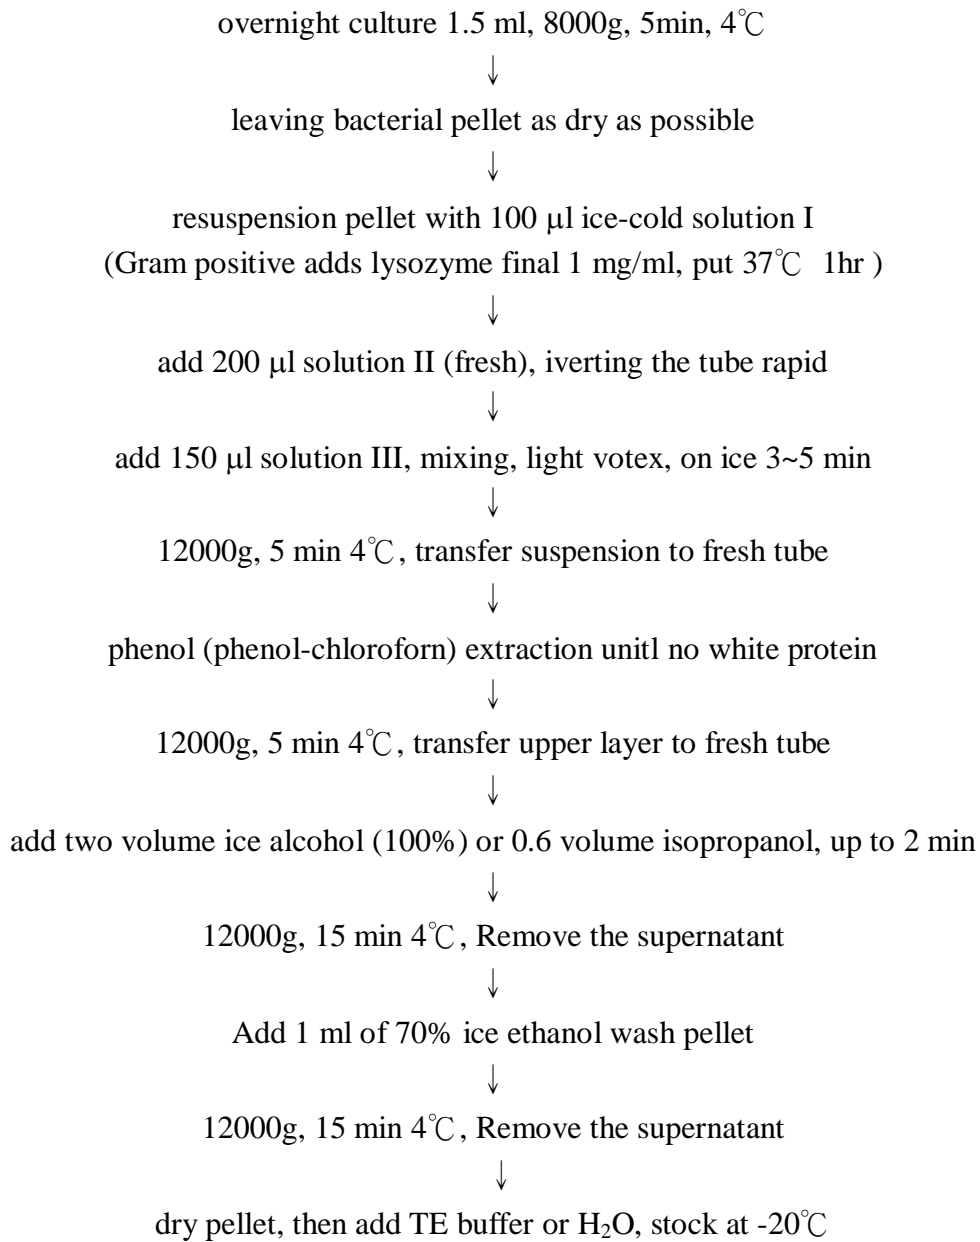 overnight culture 1.5 ml, 8000g, 5min, 4℃
↓
leaving bacterial pellet as dry as possible
↓
resuspension pellet with 100 μl ice-cold solution I
(Gram positive adds lysozyme final 1 mg/ml, put 37℃ 1hr )
↓
add 200 μl solution II (fresh), iverting the tube rapid
↓
add 150 μl solution III, mixing, light votex, on ice 3~5 min
↓
12000g, 5 min 4℃, transfer suspension to fresh tube
↓
phenol (phenol-chloroforn) extraction unitl no white protein
↓
12000g, 5 min 4℃, transfer upper layer to fresh tube
↓
add two volume ice alcohol (100%) or 0.6 volume isopropanol, up to 2 min
↓
12000g, 15 min 4℃, Remove the supernatant
↓
Add 1 ml of 70% ice ethanol wash pellet
↓
12000g, 15 min 4℃, Remove the supernatant
↓
dry pellet, then add TE buffer or H₂O, stock at -20℃